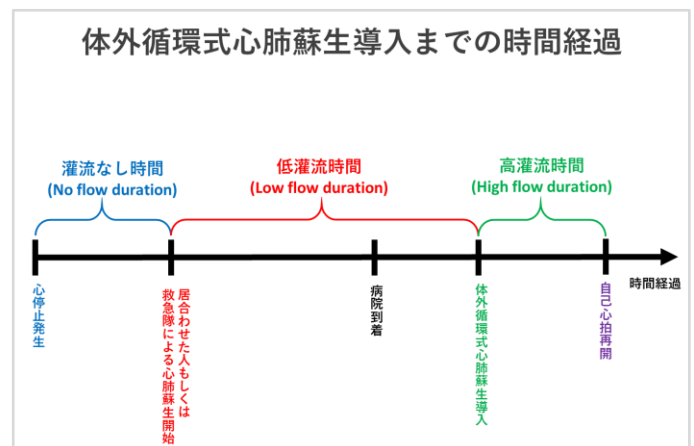 体外循環式心肺蘇生導入までの時間経過
灌流なし時間
(No flow duration)
低灌流時間
(Low flow duration)
高灌流時間
(High flow duration)
時間経過
心停止発生
居合わせた人もしくは
救急隊による心肺蘇生開始
病院到着
体外循環式心肺蘇生導入
自己心拍再開